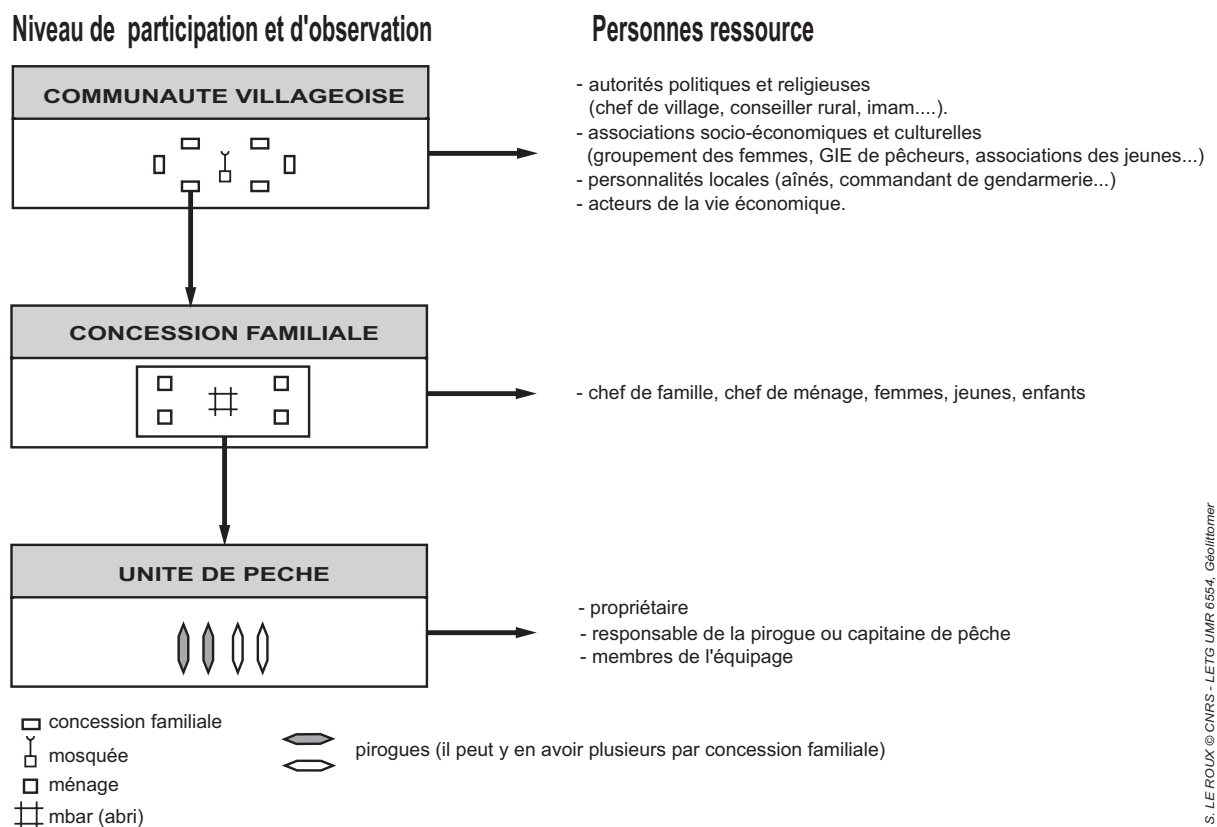 Niveau de participation et d'observation
Personnes ressource
COMMUNAUTE VILLAGEOISE
- autorités politiques et religieuses
(chef de village, conseiller rural, imam....).
- associations socio-économiques et culturelles
(groupement des femmes, GIE de pêcheurs, associations des jeunes...)
- personnalités locales (aînés, commandant de gendarmerie...)
- acteurs de la vie économique.
CONCESSION FAMILIALE
- chef de famille, chef de ménage, femmes, jeunes, enfants
UNITE DE PECHE
- propriétaire
- responsable de la pirogue ou capitaine de pêche
- membres de l'équipage
concession familiale
mosquée
ménage
mbar (abri)
pirogues (il peut y en avoir plusieurs par concession familiale)
S. LE ROUX © CNRS - LETG UMR 6554, Géolittomer